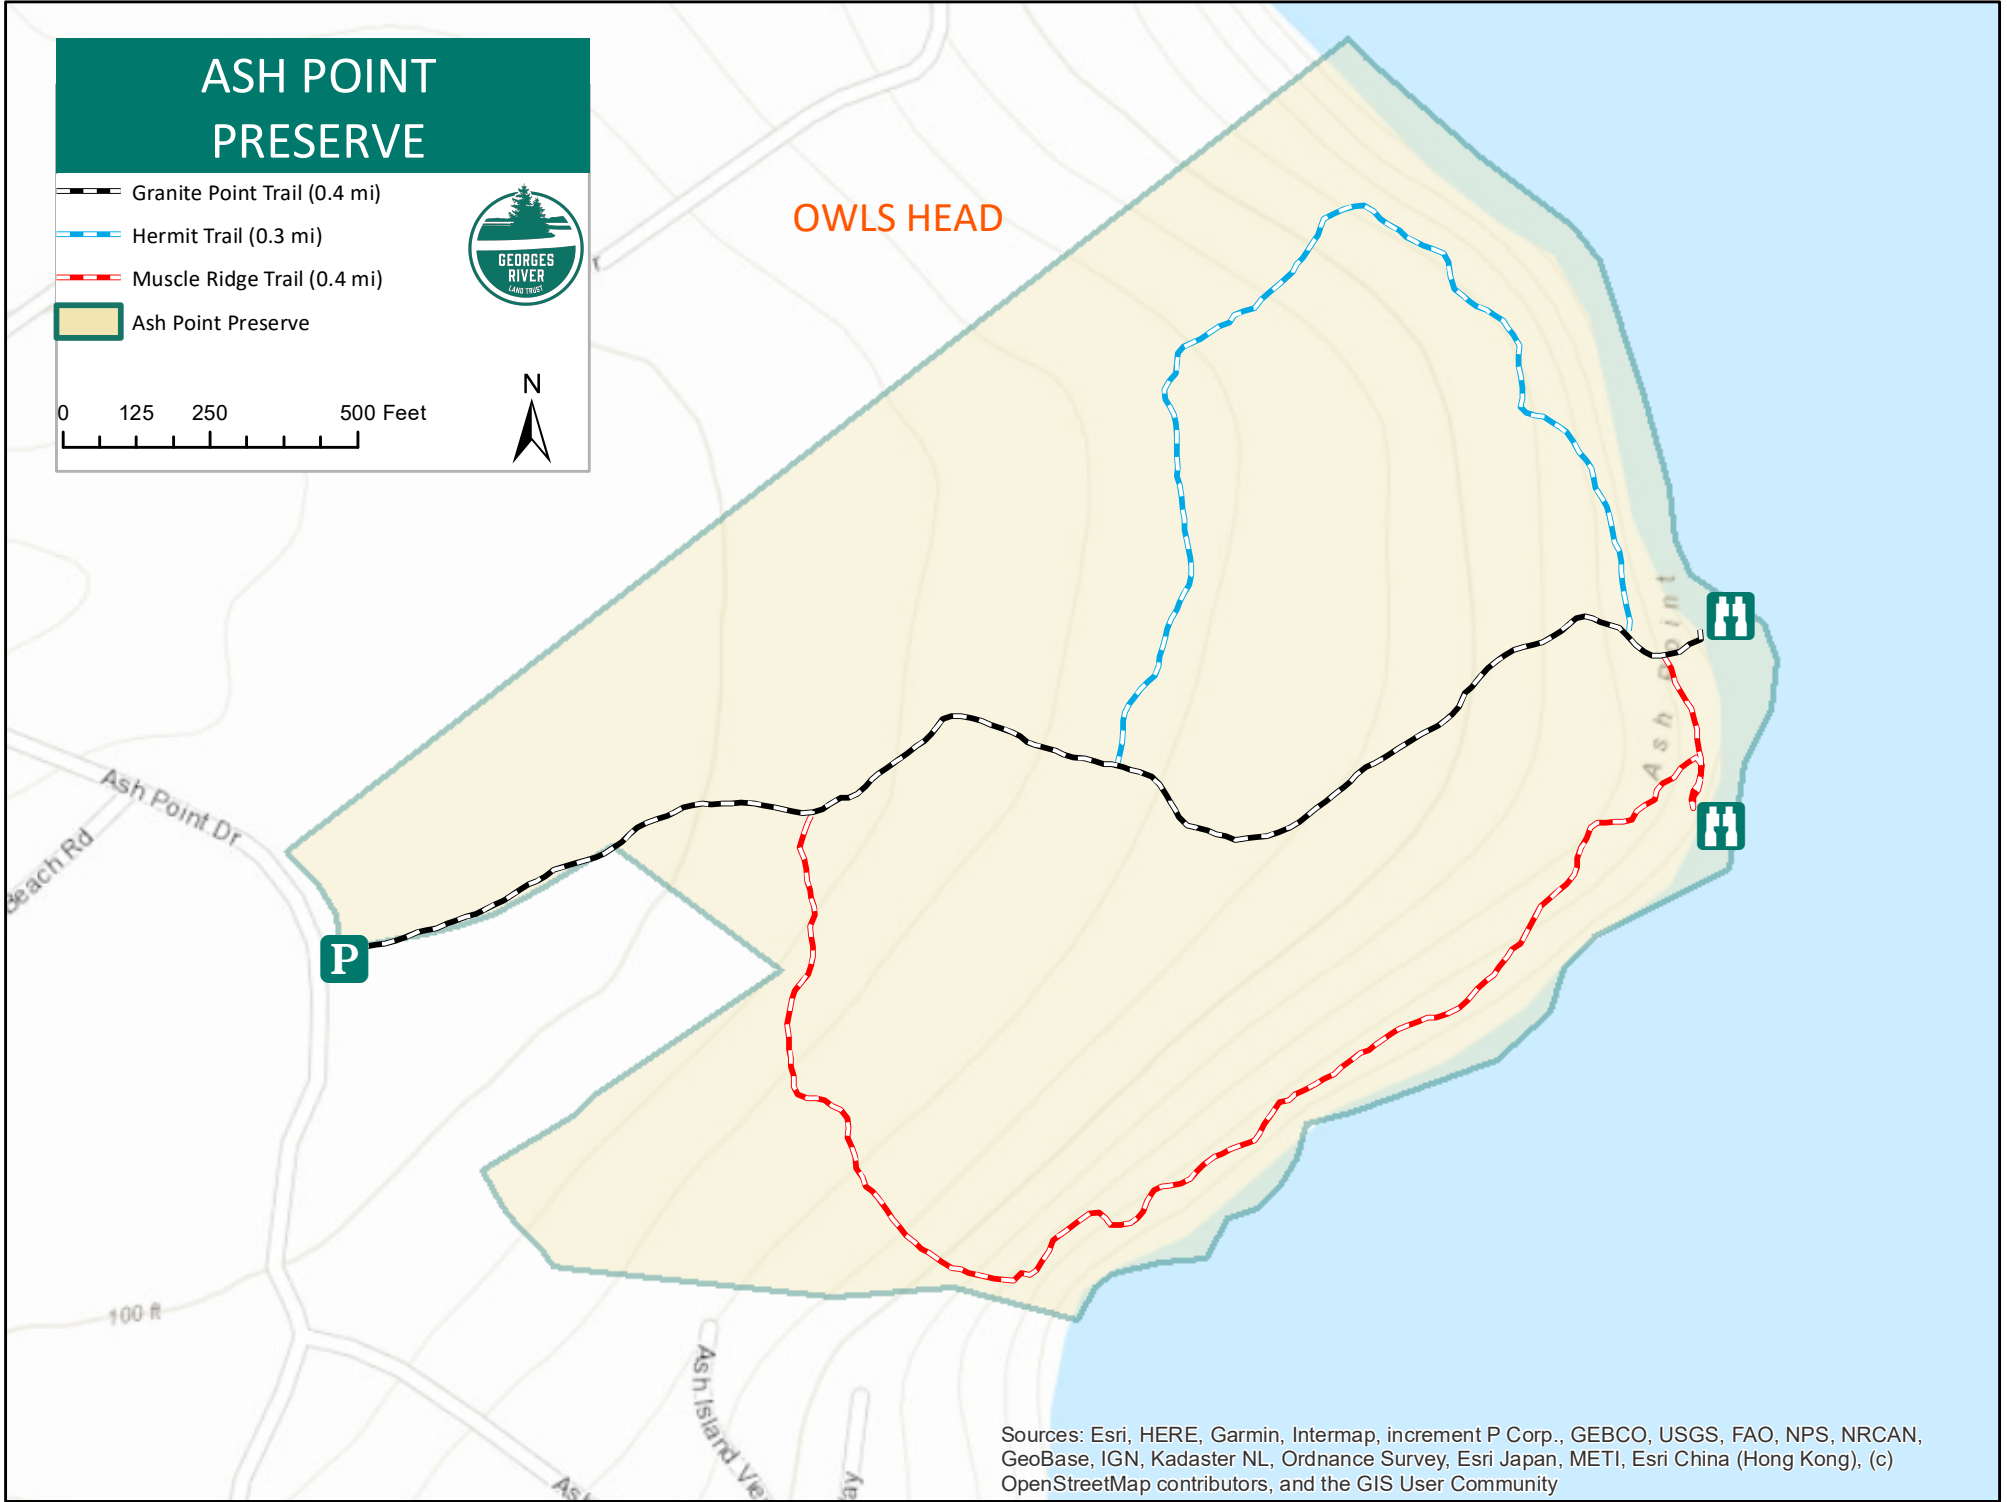 ASH POINT
PRESERVE
Granite Point Trail (0.4 mi)
Hermit Trail (0.3 mi)
Muscle Ridge Trail (0.4 mi)
Ash Point Preserve
GEORGES
RIVER
LAND TRUST
N
0 125 250 500 Feet
OWLS HEAD
Ash Point
Ash Point Dr
Beach Rd
P
100 ft
Ash Island Vie
Ash
Sources: Esri, HERE, Garmin, Intermap, increment P Corp., GEBCO, USGS, FAO, NPS, NRCAN,
GeoBase, IGN, Kadaster NL, Ordnance Survey, Esri Japan, METI, Esri China (Hong Kong), (c)
OpenStreetMap contributors, and the GIS User Community